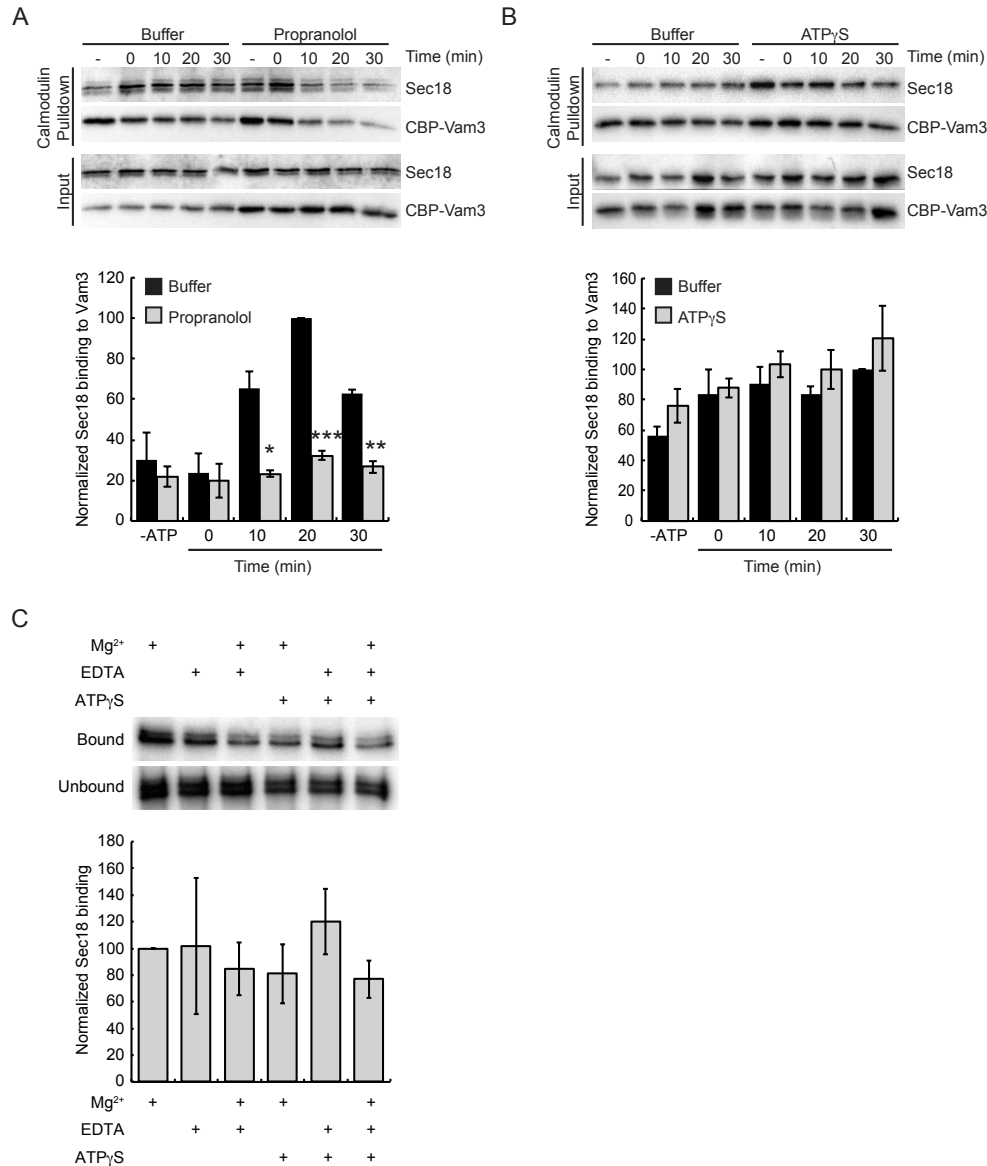 A
Buffer Propranolol
- 0 10 20 30 - 0 10 20 30 Time (min)
Calmodulin Pulldown
Sec18
CBP-Vam3
Input
Sec18
CBP-Vam3
Normalized Sec18 binding to Vam3
120
100
80
60
40
20
0
Buffer
Propranolol
*
***
**
-ATP 0 10 20 30
Time (min)
B
Buffer ATPγS
- 0 10 20 30 - 0 10 20 30 Time (min)
Calmodulin Pulldown
Sec18
CBP-Vam3
Input
Sec18
CBP-Vam3
Normalized Sec18 binding to Vam3
160
140
120
100
80
60
40
20
0
Buffer
ATPγS
-ATP 0 10 20 30
Time (min)
C
Mg²⁺ + + + +
EDTA + + + +
ATPγS + + +
Bound
Unbound
Normalized Sec18 binding
180
160
140
120
100
80
60
40
20
0
Mg²⁺ + + + +
EDTA + + + +
ATPγS + + +